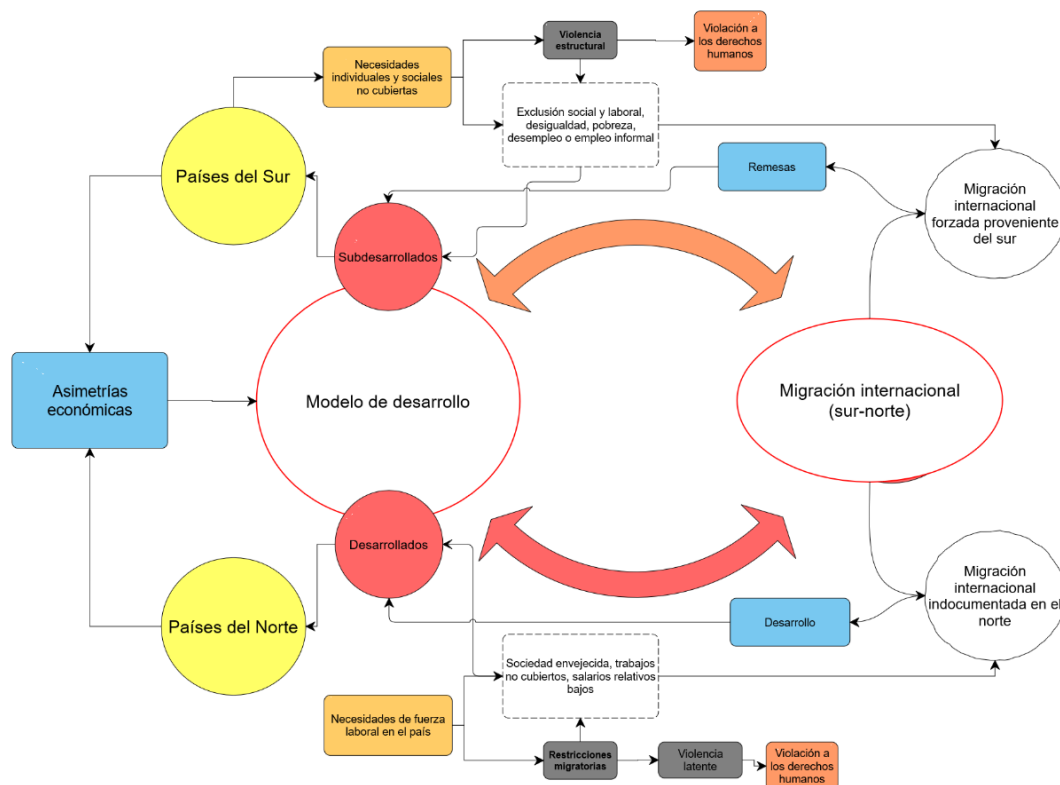 Violencia
estructural
Violación a
los derechos
humanos
Necesidades
individuales y sociales
no cubiertas
Exclusión social y laboral,
desigualdad, pobreza,
desempleo o empleo informal
Países del Sur
Remesas
Migración
internacional
forzada proveniente
del sur
Subdesarrollados
Asimetrías
económicas
Modelo de desarrollo
Migración internacional
(sur-norte)
Desarrollados
Migración
internacional
indocumentada en el
norte
Países del Norte
Desarrollo
Sociedad envejecida, trabajos
no cubiertos, salarios relativos
bajos
Necesidades de fuerza
laboral en el país
Restricciones
migratorias
Violencia
latente
Violación a
los derechos
humanos